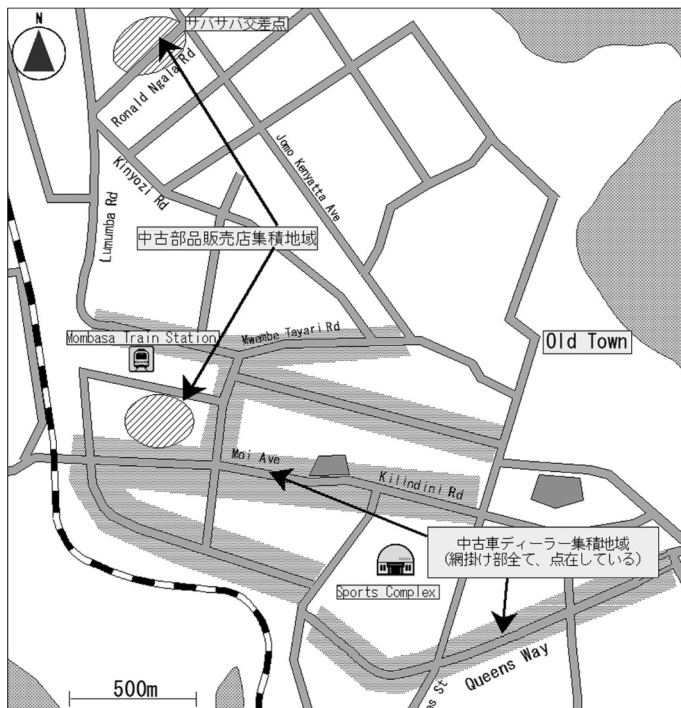 N
サバサバ交差点
Ronald Ngala Rd
Kinyozi Rd
Jomo Kenyatta Ave
Lumumba Rd
中古部品販売店集積地域
Mombasa Train Station
Mwembe Tayari Rd
Old Town
Moi Ave
Kilindini Rd
中古車ディーラー集積地域
(網掛け部全て、点在している)
Sports Complex
Queens Way
es St
500m